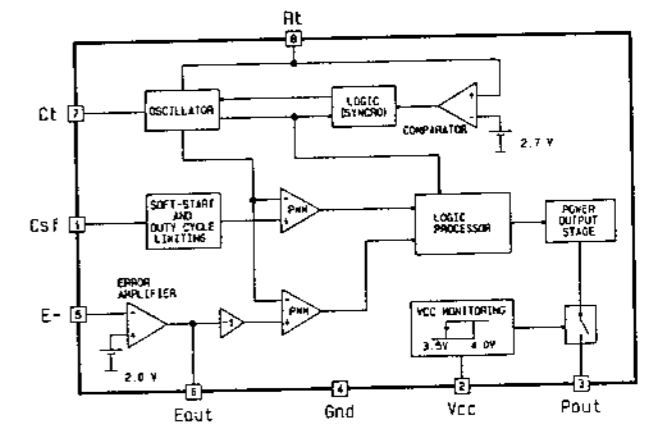 Rt
8
Ct
7
OSCILLATOR
LOGIC
(SYNCRO)
+
-
COMPARATOR
2.7 V
Csf
1
SOFT-START
AND
DUTY CYCLE
LIMITING
-
PWM
+
LOGIC
PROCESSOR
POWER
OUTPUT
STAGE
ERROR
AMPLIFIER
E-
5
-
+
-1
-
PWM
+
VCC MONITORING
3.5V 4.0V
2.0 V
6
4
2
3
Eout
Gnd
Vcc
Pout